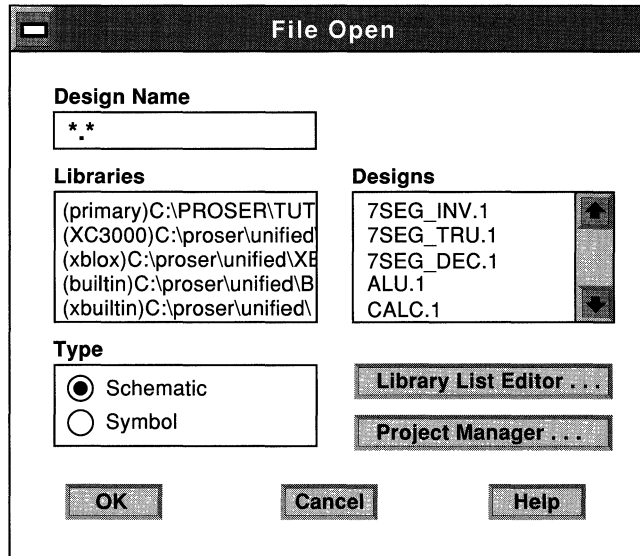 File Open
Design Name
*.*
Libraries
(primary)C:\PROSER\TUT
(XC3000)C:\proser\unified\
(xblox)C:\proser\unified\XE
(builtin)C:\proser\unified\B
(xbuiltin)C:\proser\unified\
Designs
7SEG_INV.1
7SEG_TRU.1
7SEG_DEC.1
ALU.1
CALC.1
Type
Schematic
Symbol
Library List Editor . . .
Project Manager . . .
OK
Cancel
Help